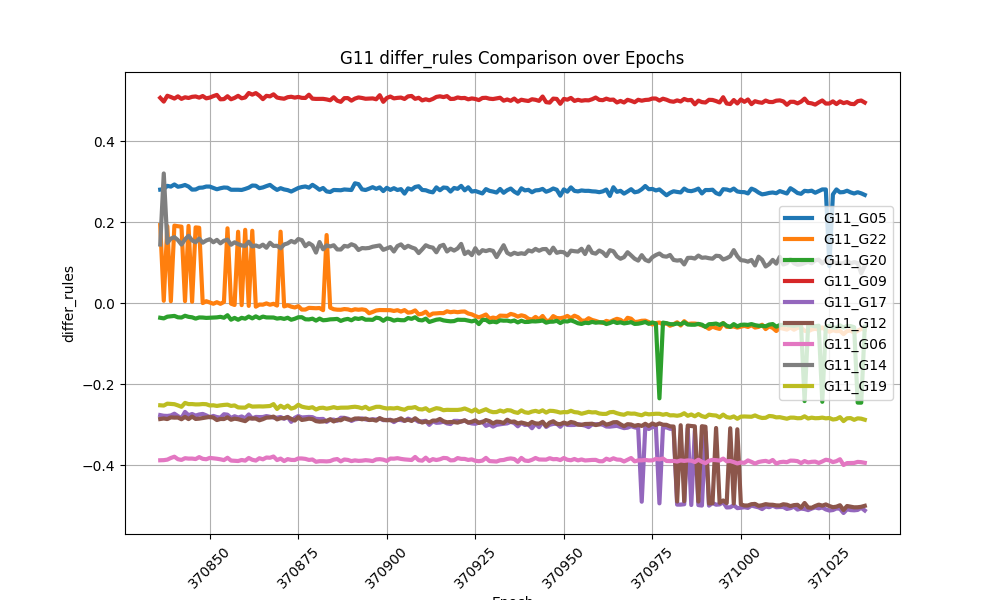 G11 differ_rules Comparison over Epochs
differ_rules
0.4
0.2
0.0
−0.2
−0.4
G11_G05
G11_G22
G11_G20
G11_G09
G11_G17
G11_G12
G11_G06
G11_G14
G11_G19
370850
370875
370900
370925
370950
370975
371000
371025
Epoch